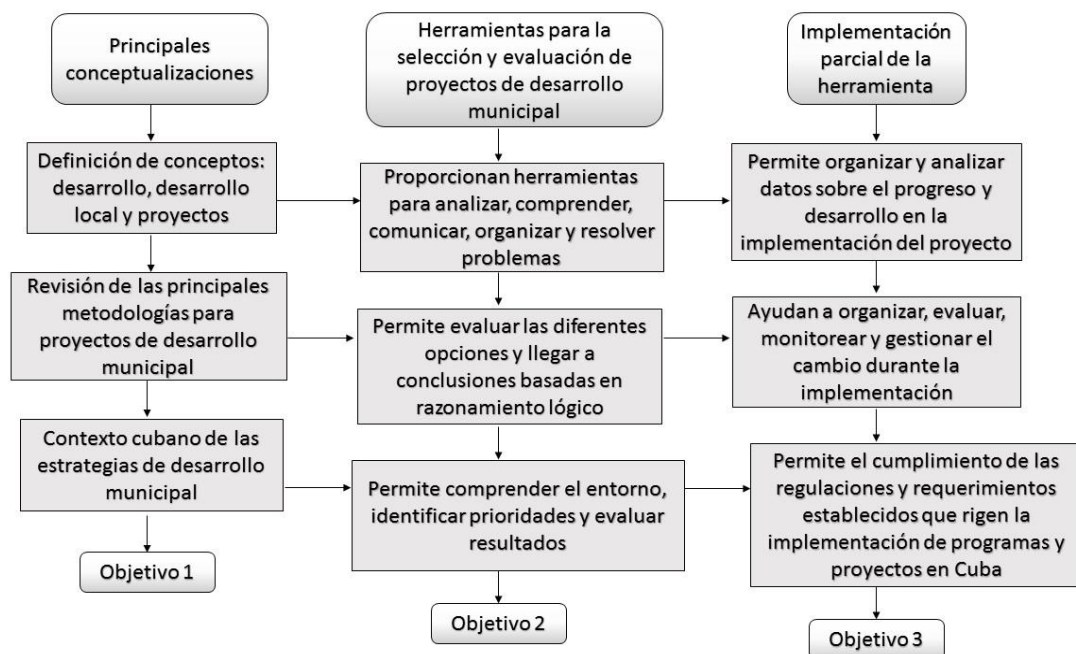 Principales
conceptualizaciones
Definición de conceptos:
desarrollo, desarrollo
local y proyectos
Revisión de las principales
metodologías para
proyectos de desarrollo
municipal
Contexto cubano de las
estrategias de desarrollo
municipal
Objetivo 1
Herramientas para la
selección y evaluación de
proyectos de desarrollo
municipal
Proporcionan herramientas
para analizar, comprender,
comunicar, organizar y resolver
problemas
Permite evaluar las diferentes
opciones y llegar a
conclusiones basadas en
razonamiento lógico
Permite comprender el entorno,
identificar prioridades y evaluar
resultados
Objetivo 2
Implementación
parcial de la
herramienta
Permite organizar y analizar
datos sobre el progreso y
desarrollo en la
implementación del proyecto
Ayudan a organizar, evaluar,
monitorear y gestionar el
cambio durante la
implementación
Permite el cumplimiento de las
regulaciones y requerimientos
establecidos que rigen la
implementación de programas y
proyectos en Cuba
Objetivo 3